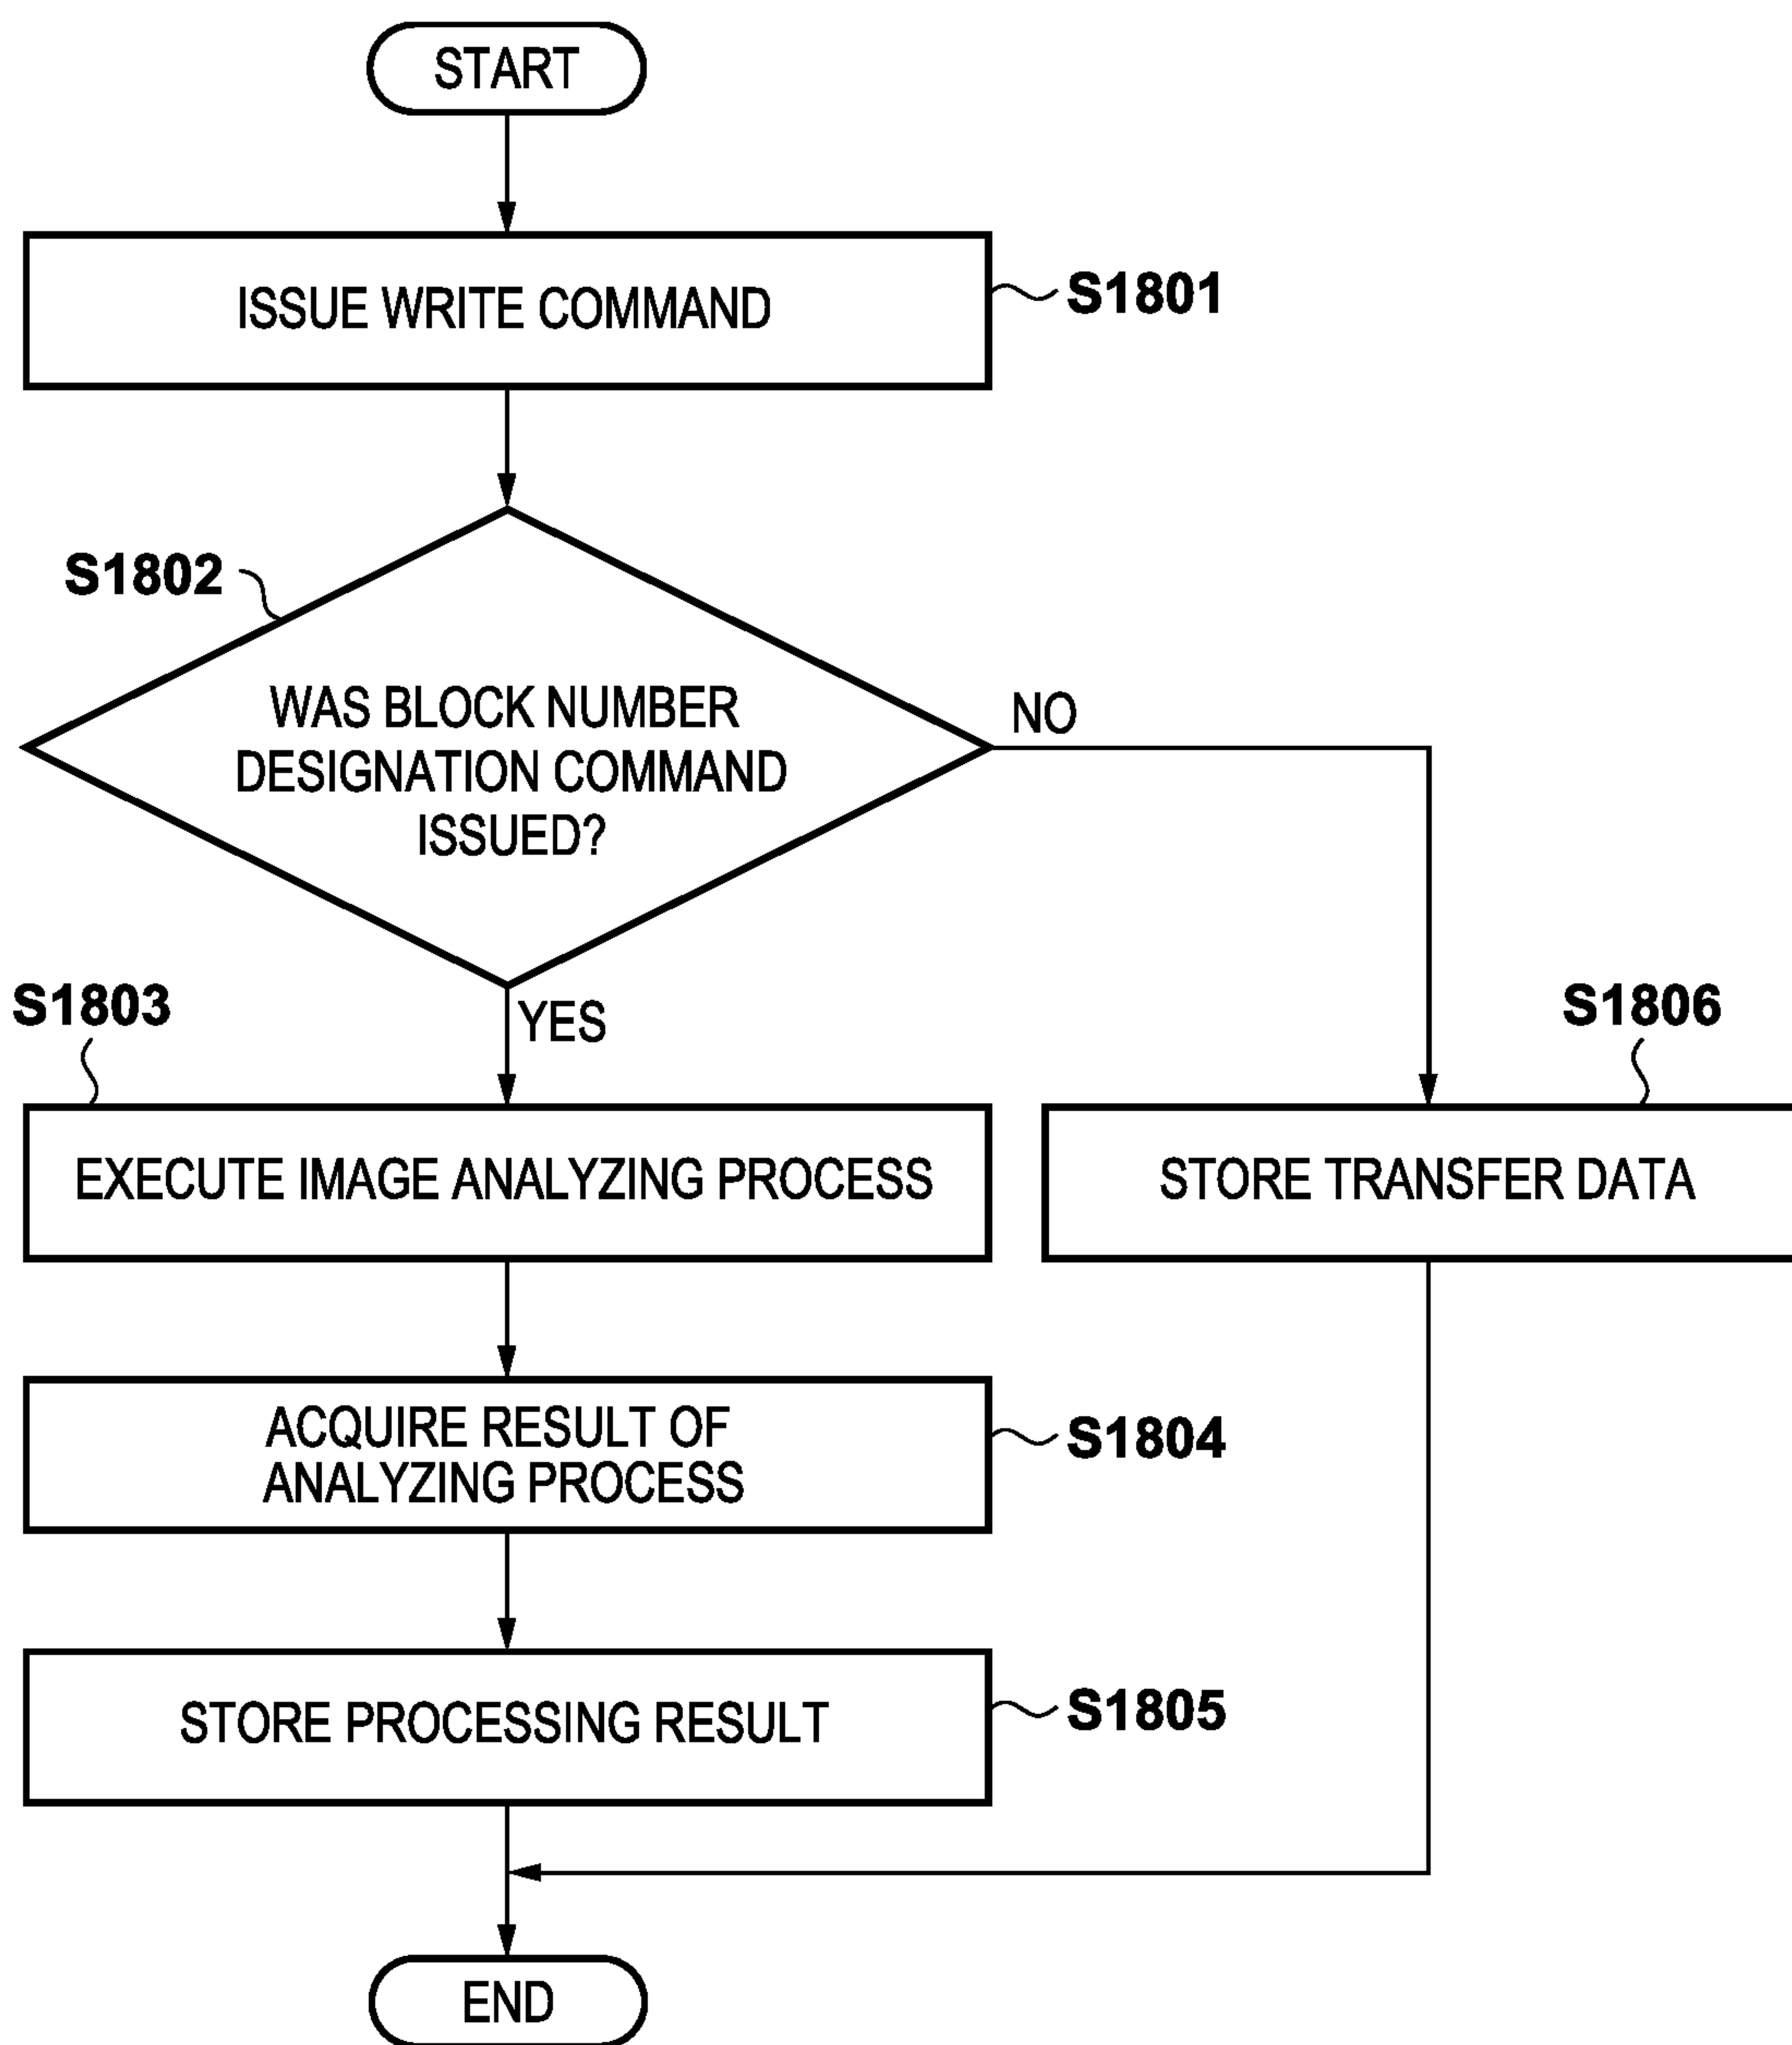 START
ISSUE WRITE COMMAND
S1801
S1802
WAS BLOCK NUMBER
DESIGNATION COMMAND
ISSUED?
NO
YES
S1803
EXECUTE IMAGE ANALYZING PROCESS
S1806
STORE TRANSFER DATA
ACQUIRE RESULT OF
ANALYZING PROCESS
S1804
STORE PROCESSING RESULT
S1805
END